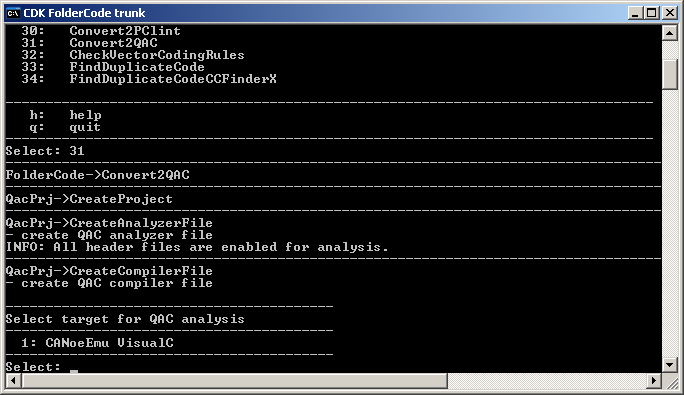 CDK FolderCode trunk
30: Convert2PClint
31: Convert2QAC
32: CheckVectorCodingRules
33: FindDuplicateCode
34: FindDuplicateCodeCCFinderX
h: help
q: quit
Select: 31
FolderCode->Convert2QAC
QacPrj->CreateProject
QacPrj->CreateAnalyzerFile
- create QAC analyzer file
INFO: All header files are enabled for analysis.
QacPrj->CreateCompilerFile
- create QAC compiler file
Select target for QAC analysis
1: CANoeEmu VisualC
Select: _